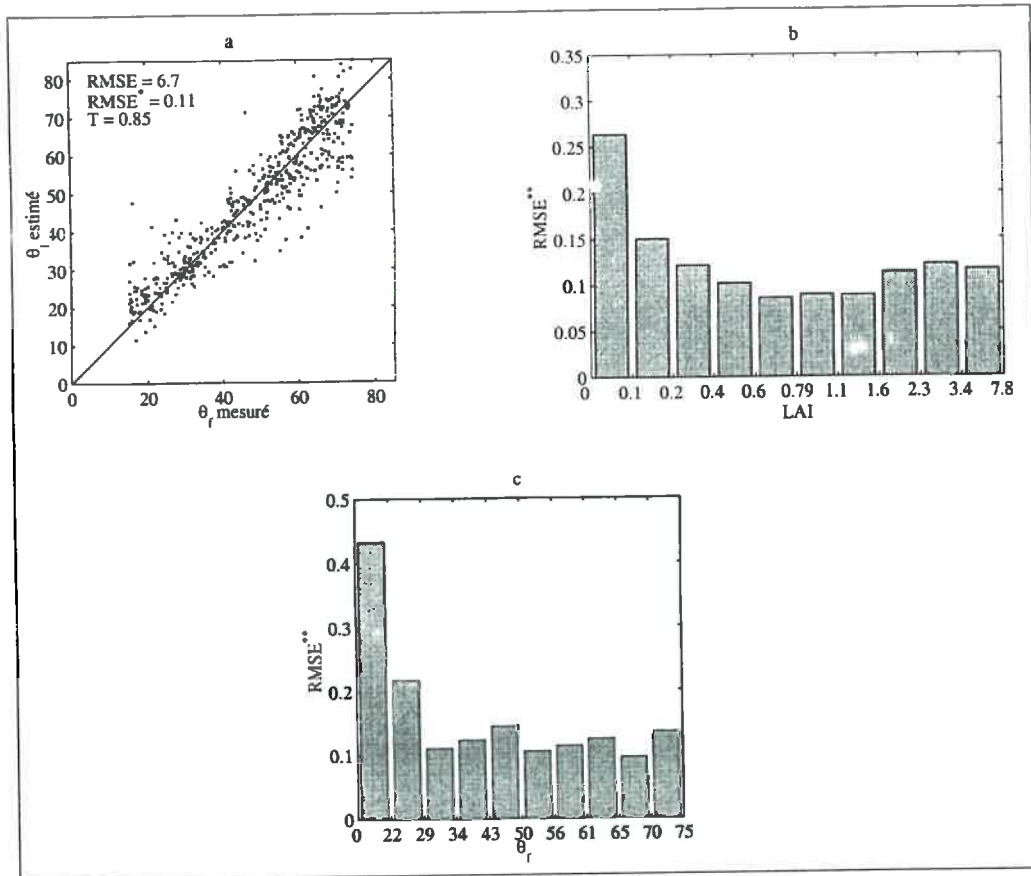 a
RMSE = 6.7
RMSE* = 0.11
T = 0.85
80
70
60
50
40
30
20
10
0
0 20 40 60 80
θl estimé
θf mesuré
b
0.35
0.3
0.25
0.2
0.15
0.1
0.05
0
RMSE**
0 0.1 0.2 0.4 0.6 0.79 1.1 1.6 2.3 3.4 7.8
LAI
c
0.5
0.4
0.3
0.2
0.1
0
RMSE**
0 22 29 34 43 50 56 61 65 70 75
θf